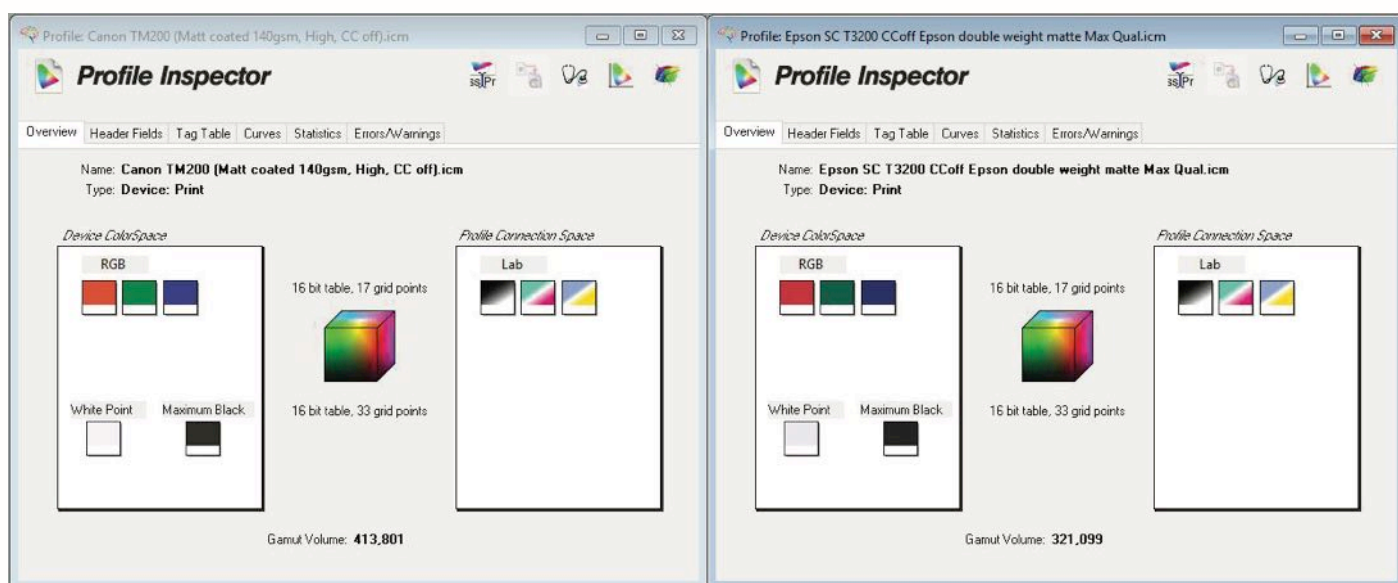 Profile: Canon TM200 (Matt coated 140gsm, High, CC off).icm
Profile Inspector
Overview Header Fields Tag Table Curves Statistics Errors/Warnings
Name: Canon TM200 (Matt coated 140gsm, High, CC off).icm
Type: Device: Print
Device ColorSpace
Profile Connection Space
RGB
Lab
16 bit table, 17 grid points
White Point Maximum Black
16 bit table, 33 grid points
Gamut Volume: 413,801
Profile: Epson SC T3200 CCoff Epson double weight matte Max Qual.icm
Profile Inspector
Overview Header Fields Tag Table Curves Statistics Errors/Warnings
Name: Epson SC T3200 CCoff Epson double weight matte Max Qual.icm
Type: Device: Print
Device ColorSpace
Profile Connection Space
RGB
Lab
16 bit table, 17 grid points
White Point Maximum Black
16 bit table, 33 grid points
Gamut Volume: 321,099